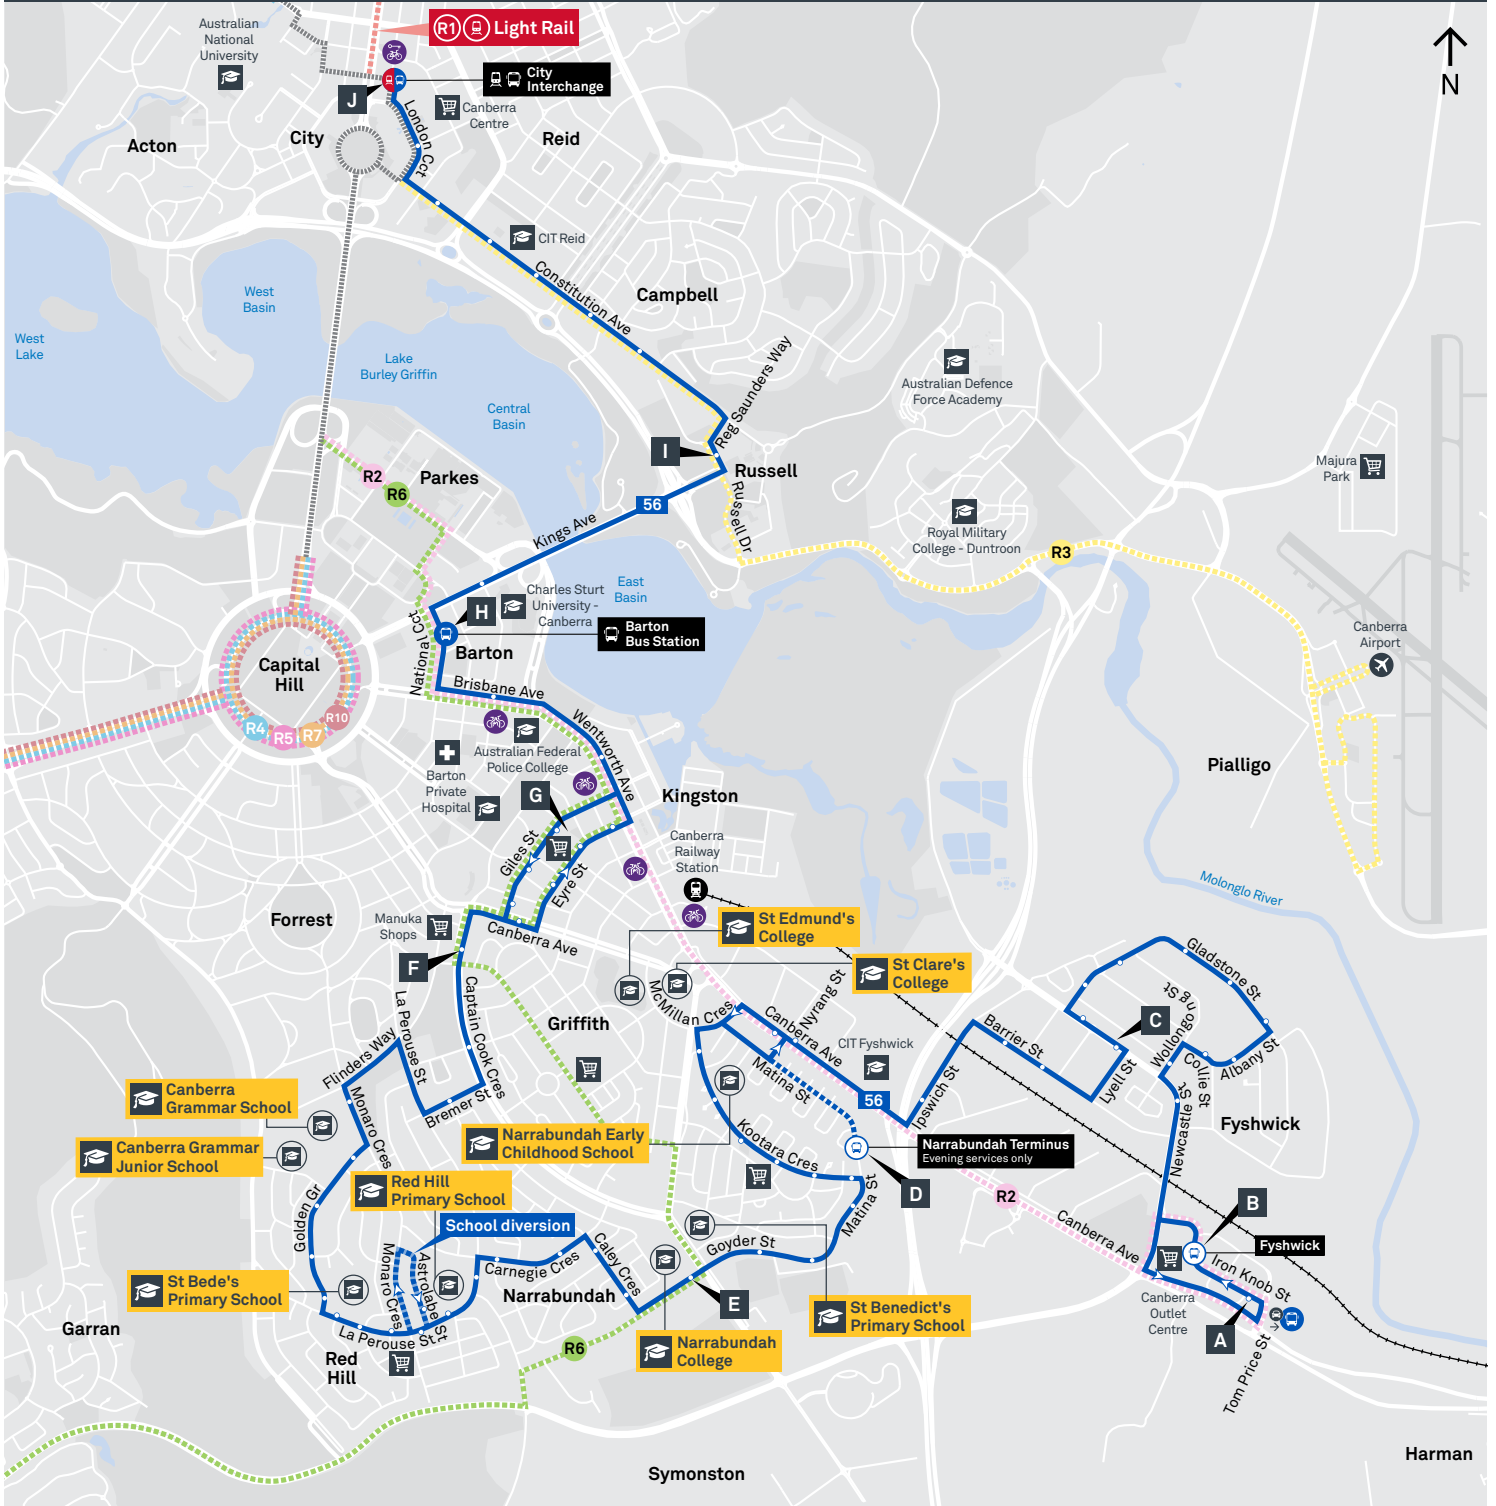 R1 Light Rail
Australian
National
University
City
Interchange
J
London Cct
Canberra
Centre
Acton
City
Reid
N
CIT Reid
Constitution Ave
Campbell
West
Basin
West
Lake
Lake
Burley Griffin
Central
Basin
Reg Saunders Way
Australian Defence
Force Academy
I
Russell
Majura
Park
R2
Parkes
R6
56
Russell Dr
Kings Ave
Royal Military
College - Duntroon
R3
East
Basin
Charles Sturt
University -
Canberra
H
National Cct
Barton
Bus Station
Barton
Canberra
Airport
Capital
Hill
Brisbane Ave
R4
R5
R7
R10
Wentworth Ave
Australian Federal
Police College
Barton
Private
Hospital
G
Kingston
Pialligo
Canberra
Railway
Station
Giles St
Eyre St
Molonglo River
Forrest
Manuka
Shops
Canberra Ave
St Edmund's
College
F
St Clare's
College
Gladstone St
McMillan Cres
Nyrang St
La Perouse St
Captain Cook Cres
Griffith
Canberra Ave
CIT Fyshwick
Barrier St
C
Wollongong St
Collie St
Albany St
Flinders Way
Matina St
56
Ipswich St
Lyell St
Bremer St
Monaro Cres
Canberra
Grammar School
Newcastle St
Fyshwick
Canberra Grammar
Junior School
Narrabundah Early
Childhood School
Kootara Cres
Narrabundah Terminus
Evening services only
D
Red Hill
Primary School
R2
B
Golden Gr
School diversion
Matina St
Canberra Ave
Goyder St
Caley Cres
Carnegie Cres
Monaro Cres
Astrolabe St
Fyshwick
Iron Knob St
St Bede's
Primary School
Narrabundah
E
Canberra
Outlet
Centre
St Benedict's
Primary School
A
Garran
La Perouse St
Red
Hill
R6
Narrabundah
College
Tom Price St
Symonston
Harman